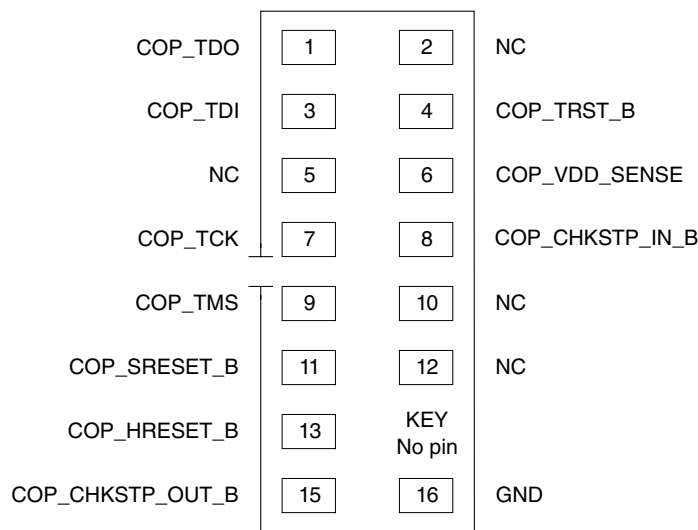 COP_TDO 1 2 NC
COP_TDI 3 4 COP_TRST_B
NC 5 6 COP_VDD_SENSE
COP_TCK 7 8 COP_CHKSTP_IN_B
COP_TMS 9 10 NC
COP_SRESET_B 11 12 NC
COP_HRESET_B 13 KEY
No pin
COP_CHKSTP_OUT_B 15 16 GND